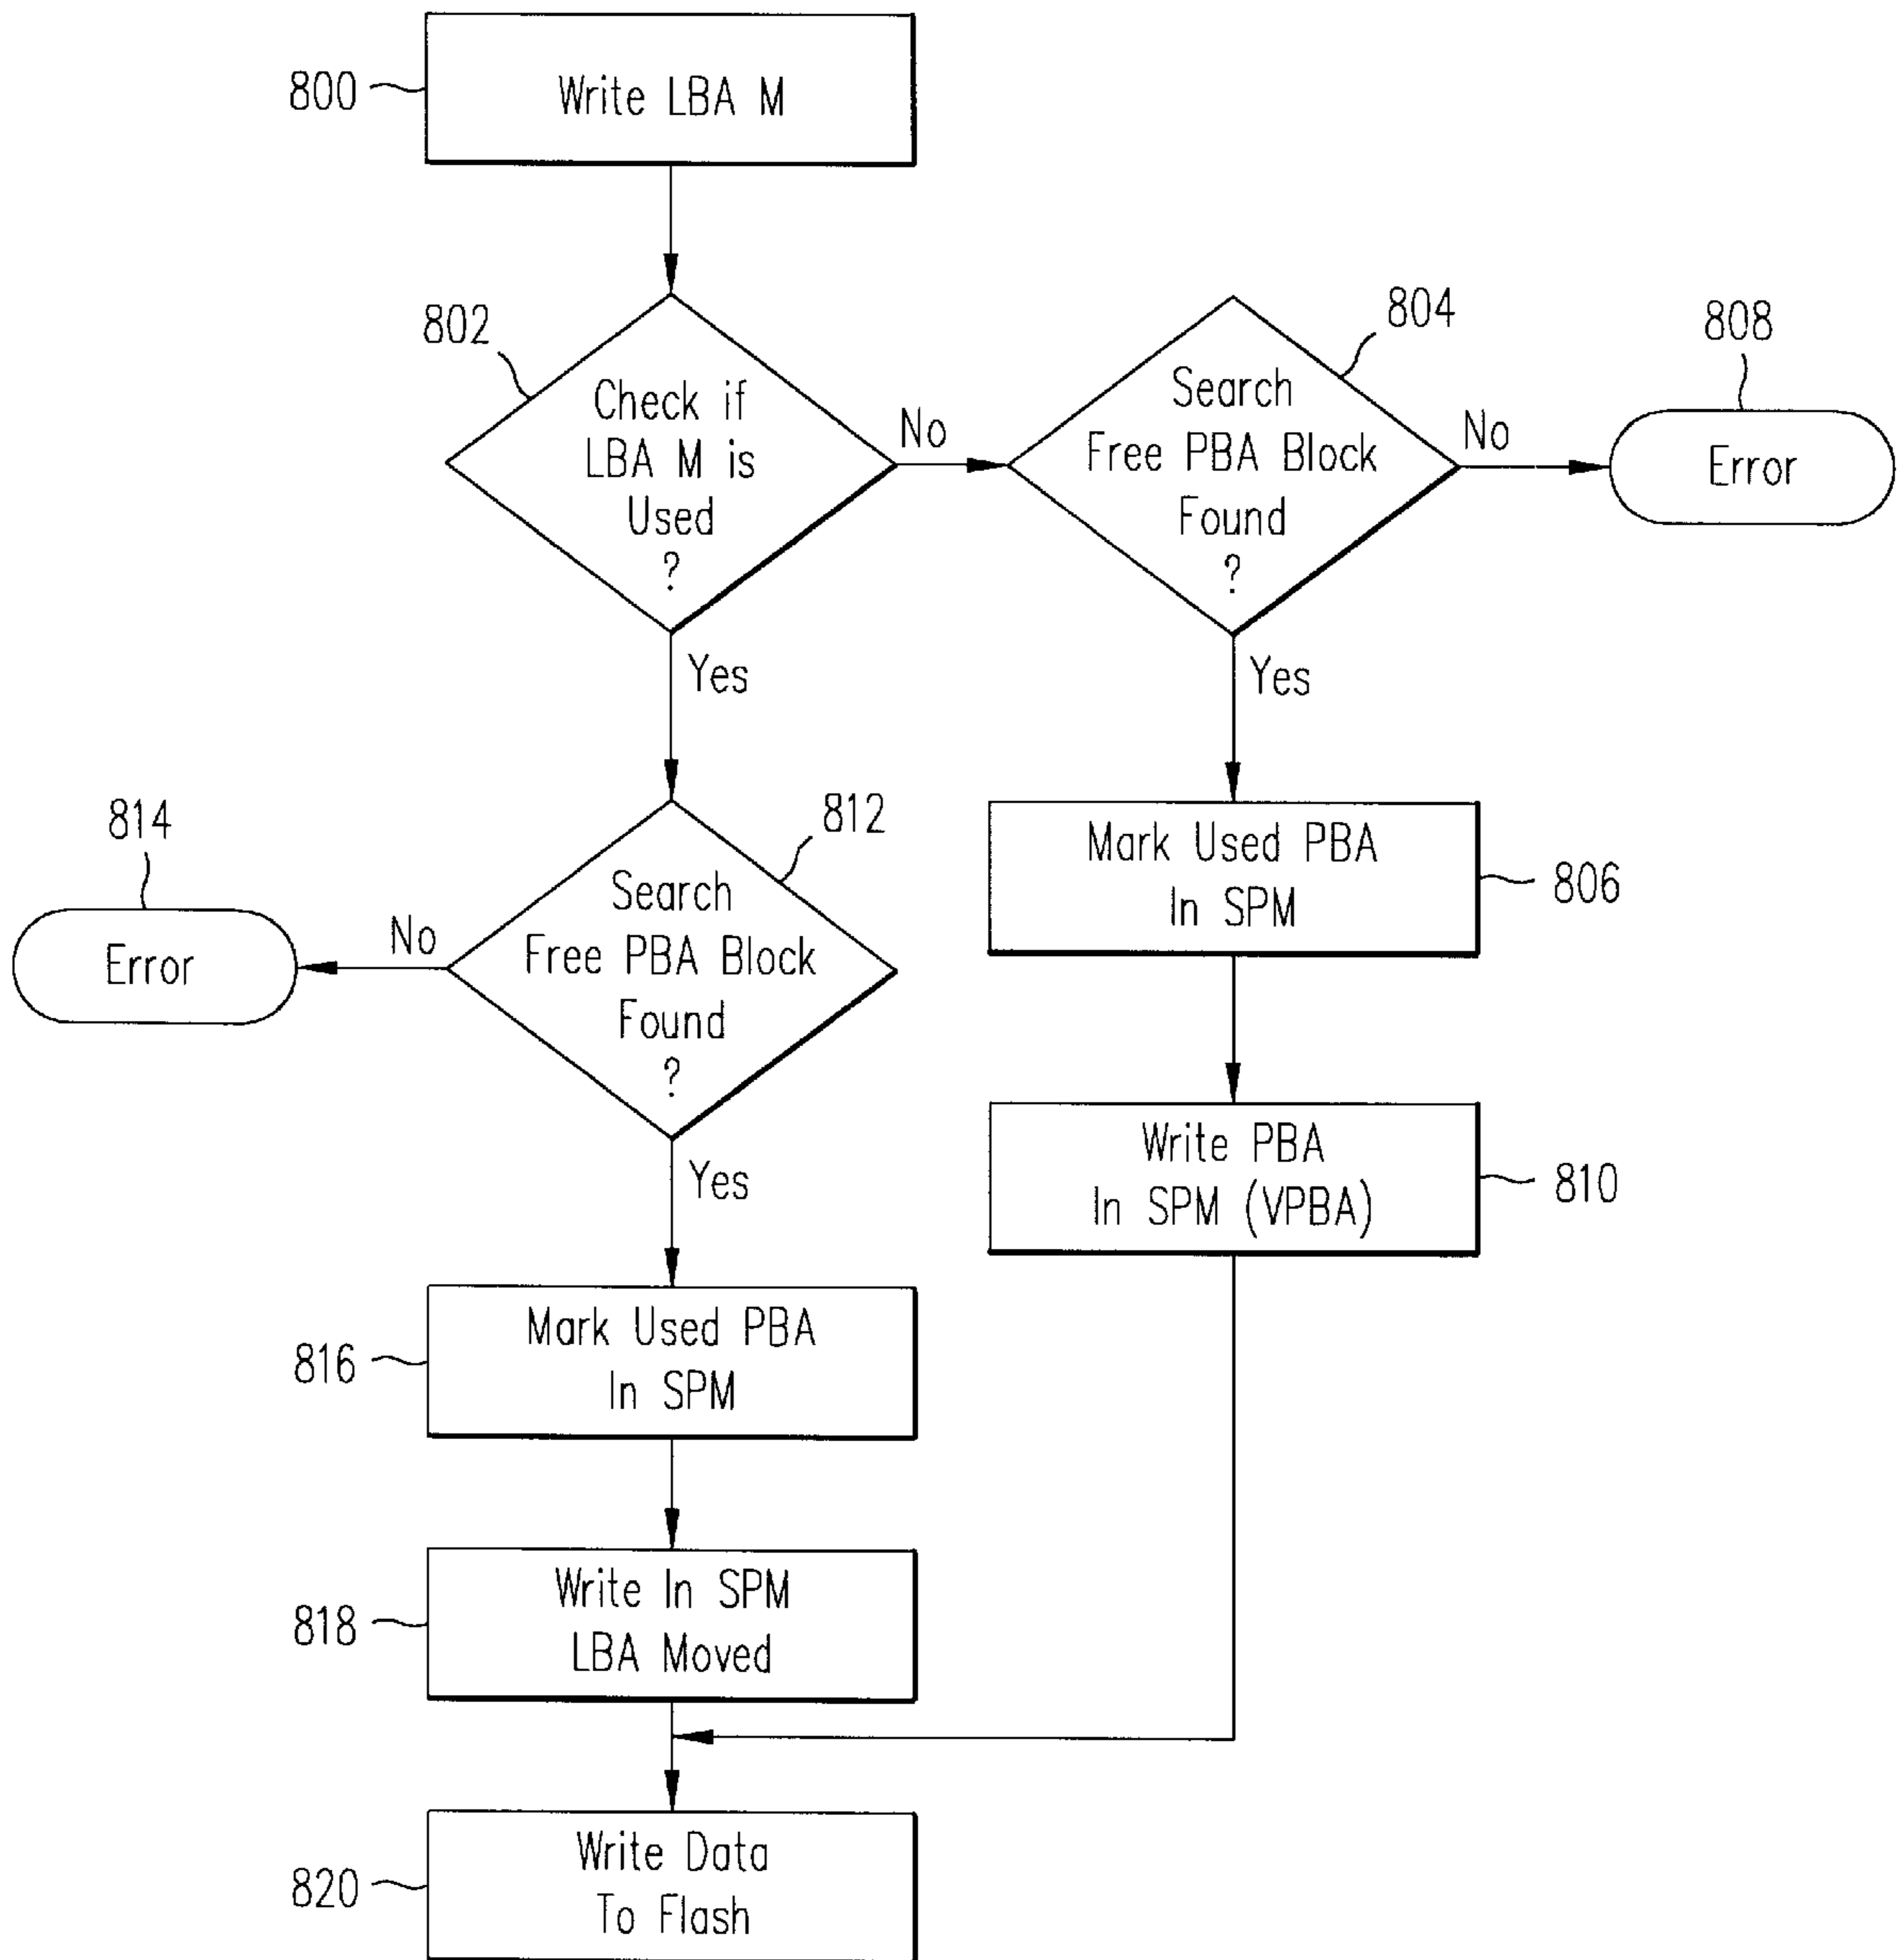 800
Write LBA M
802
Check if
LBA M is
Used
?
No
804
Search
Free PBA Block
Found
?
No
808
Error
Yes
Yes
814
Error
No
812
Search
Free PBA Block
Found
?
Mark Used PBA
In SPM
806
Yes
Write PBA
In SPM (VPBA)
810
816
Mark Used PBA
In SPM
818
Write In SPM
LBA Moved
820
Write Data
To Flash